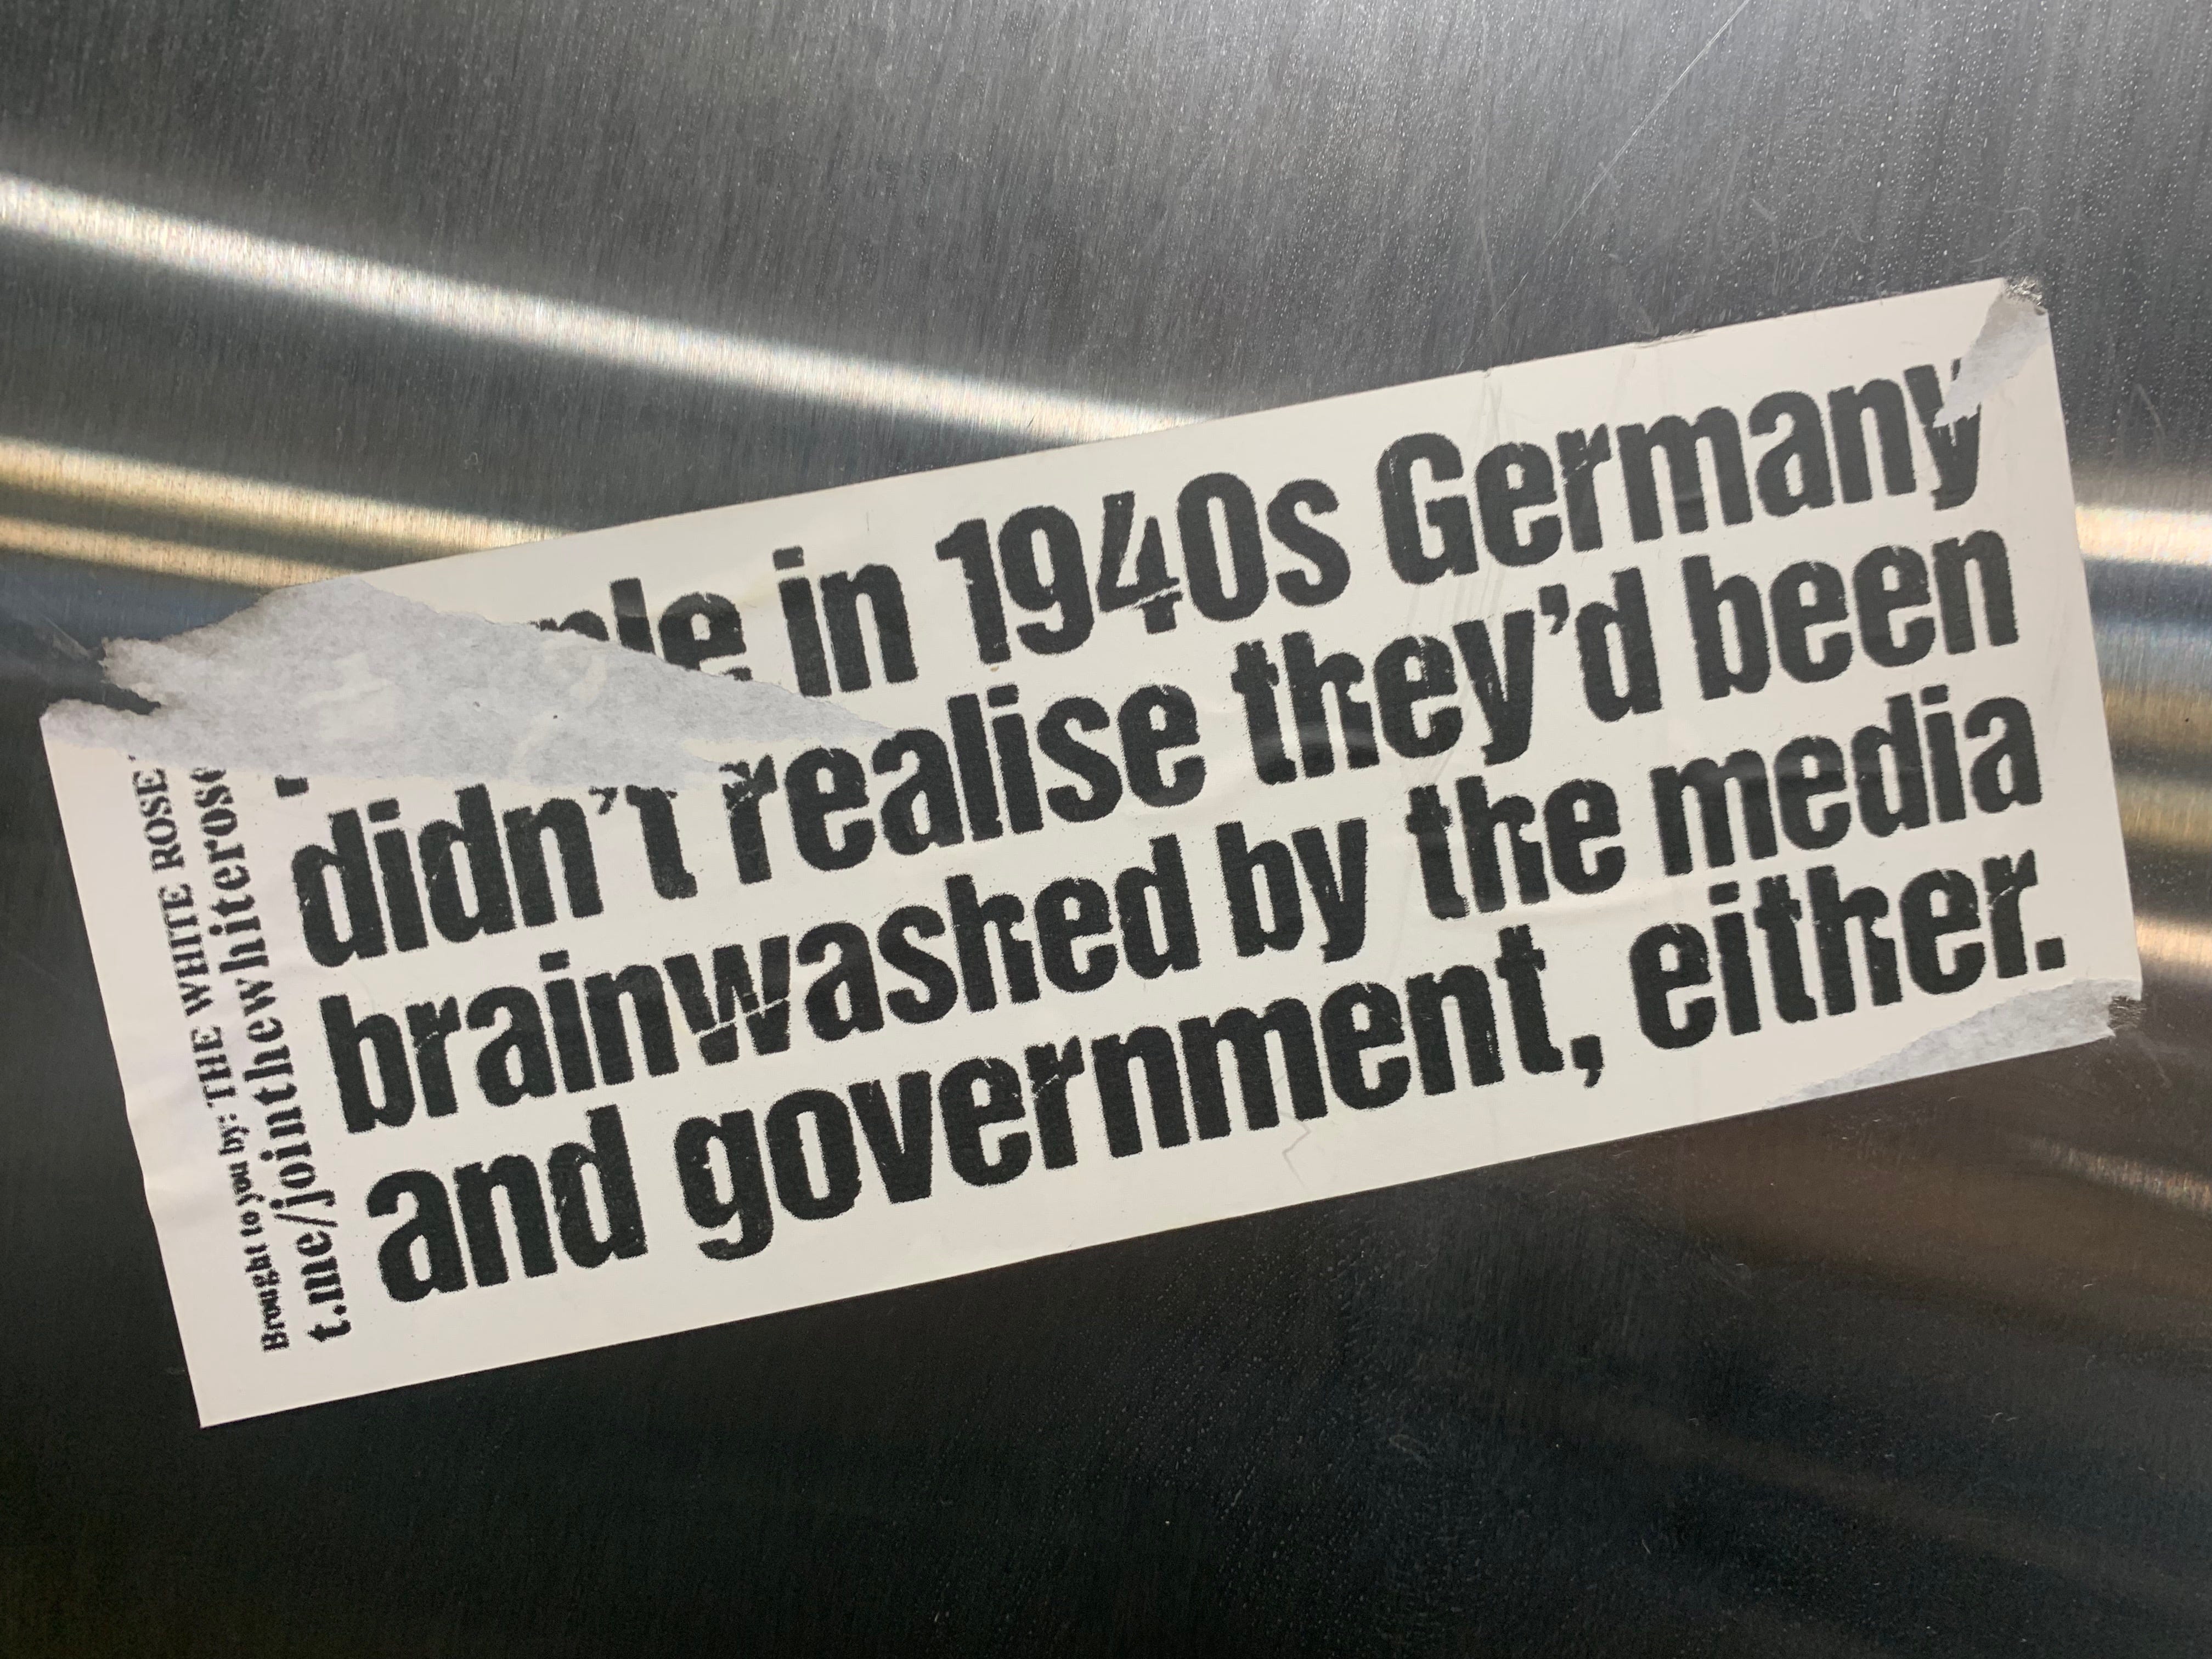 in 1940s Germany
didn't realise they'd been
brainwashed by the media
and government, either.
Brought to you by: THE WHITE ROSE
t.me/jointhewhiterose